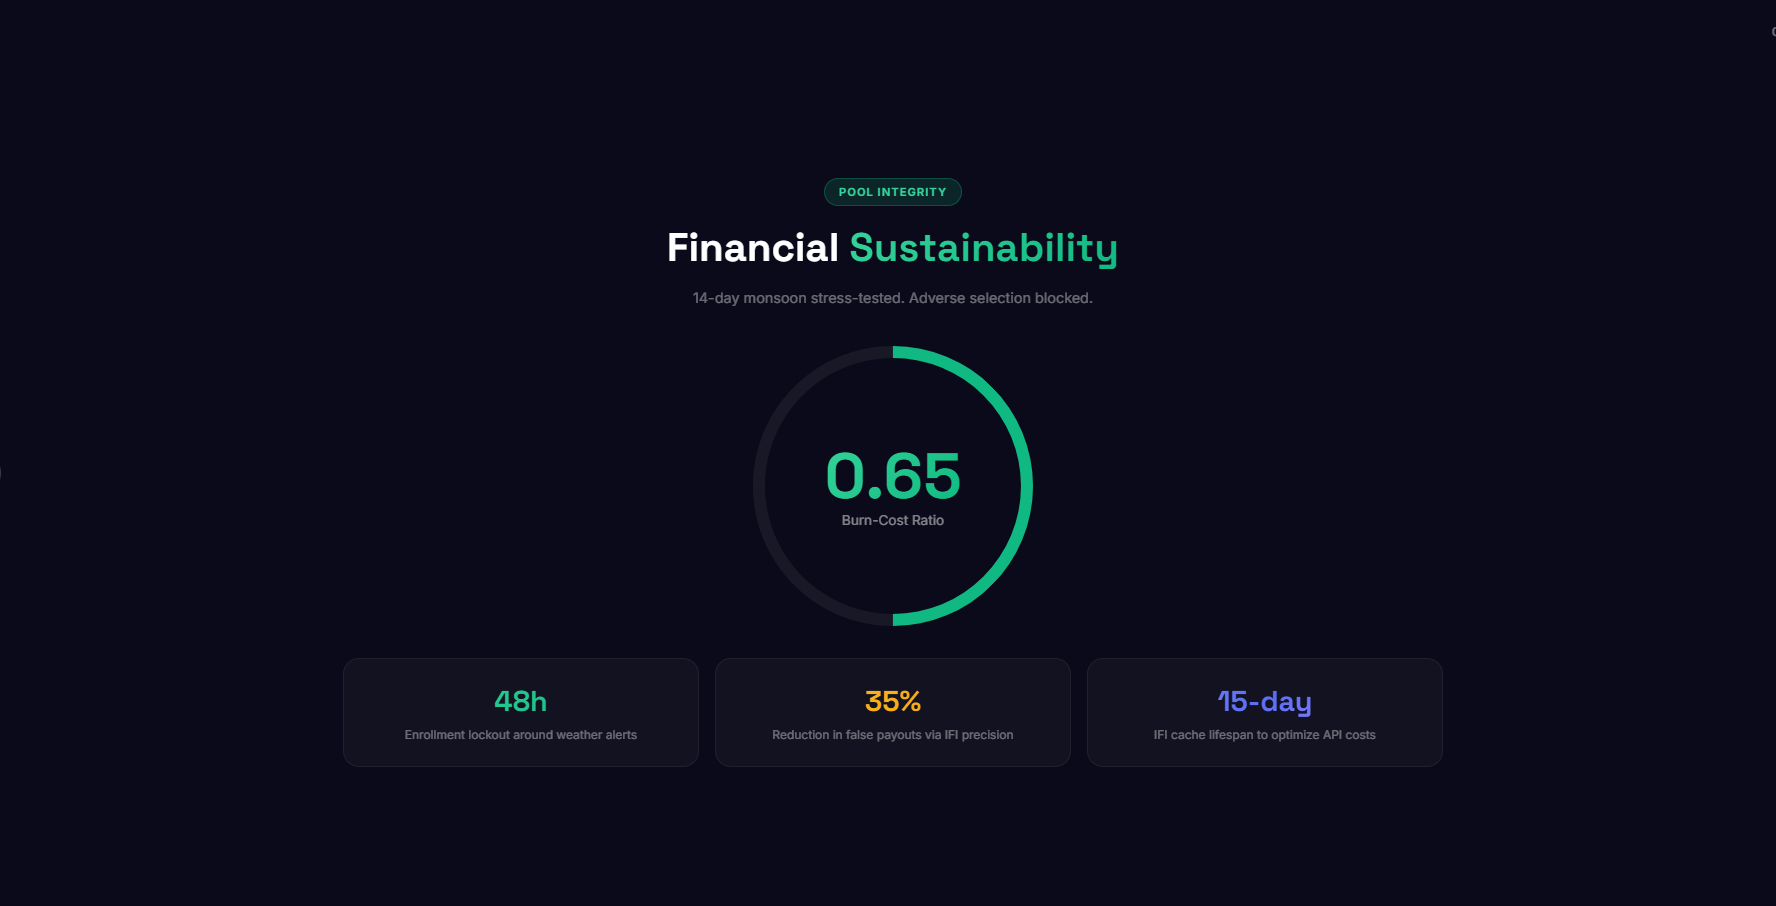 POOL INTEGRITY
Financial Sustainability
14-day monsoon stress-tested. Adverse selection blocked.
0.65
Burn-Cost Ratio
48h
Enrollment lockout around weather alerts
35%
Reduction in false payouts via IFI precision
15-day
IFI cache lifespan to optimize API costs